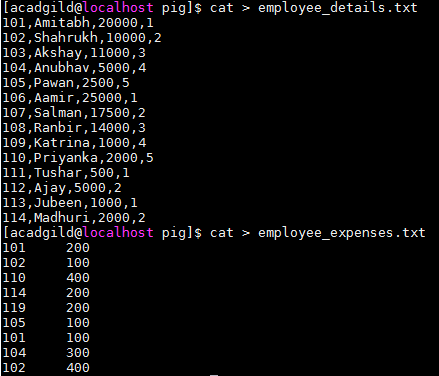 [acadgild@localhost pig]$ cat > employee_details.txt
101,Amitabh,20000,1
102,Shahrukh,10000,2
103,Akshay,11000,3
104,Anubhav,5000,4
105,Pawan,2500,5
106,Aamir,25000,1
107,Salman,17500,2
108,Ranbir,14000,3
109,Katrina,1000,4
110,Priyanka,2000,5
111,Tushar,500,1
112,Ajay,5000,2
113,Jubeen,1000,1
114,Madhuri,2000,2
[acadgild@localhost pig]$ cat > employee_expenses.txt
101	200
102	100
110	400
114	200
119	200
105	100
101	100
104	300
102	400